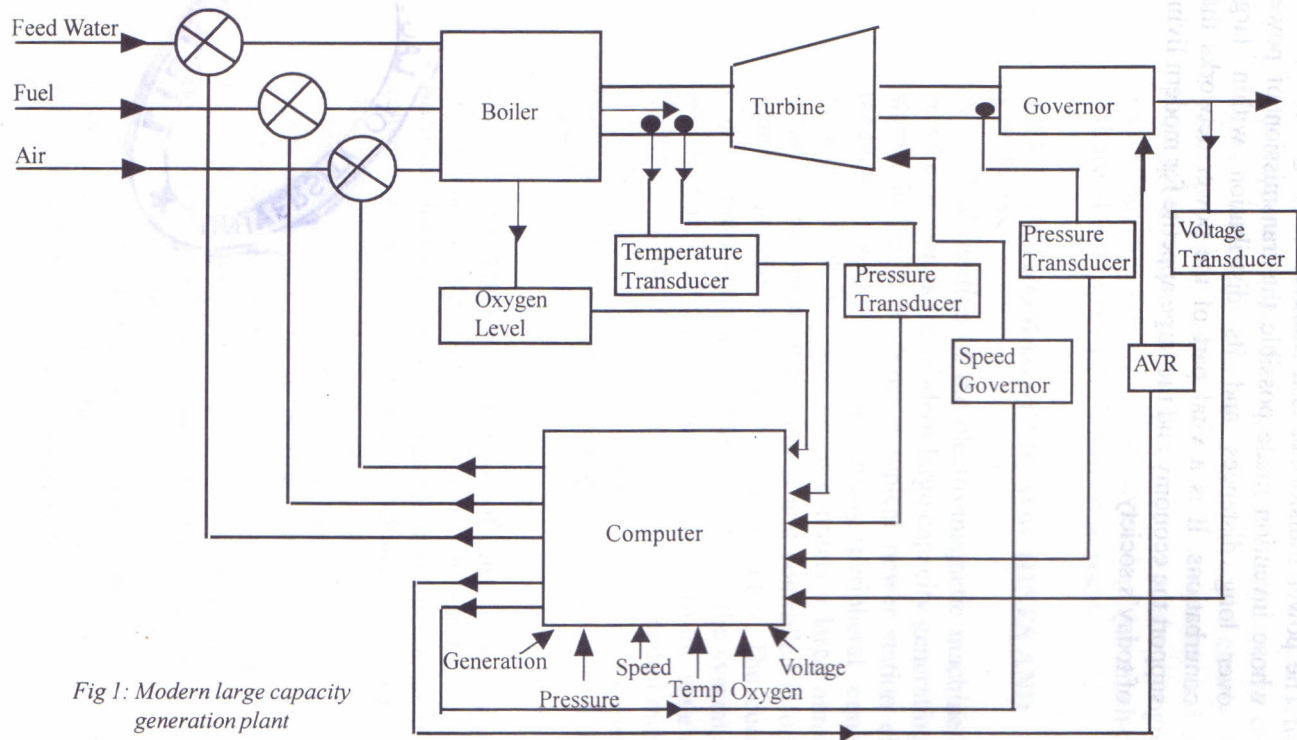 Feed Water
Fuel
Air
Boiler
Turbine
Governor
Oxygen
Level
Temperature
Transducer
Pressure
Transducer
Speed
Governor
Pressure
Transducer
AVR
Voltage
Transducer
Computer
Generation
Pressure
Speed
Temp
Oxygen
Voltage
Fig 1: Modern large capacity
generation plant